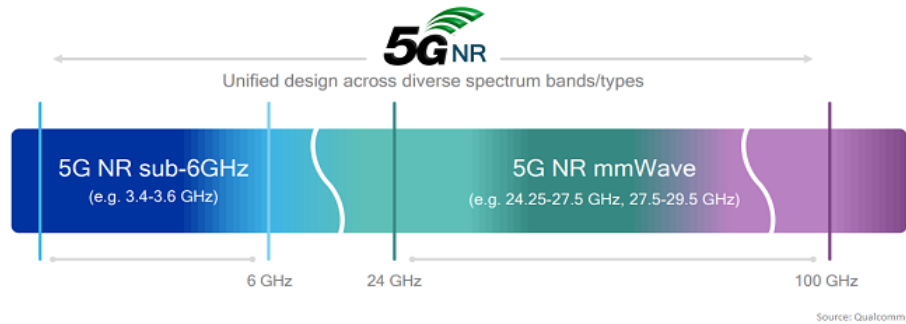 5G NR
Unified design across diverse spectrum bands/types
5G NR sub-6GHz
(e.g. 3.4-3.6 GHz)
5G NR mmWave
(e.g. 24.25-27.5 GHz, 27.5-29.5 GHz)
6 GHz
24 GHz
100 GHz
Source: Qualcomm